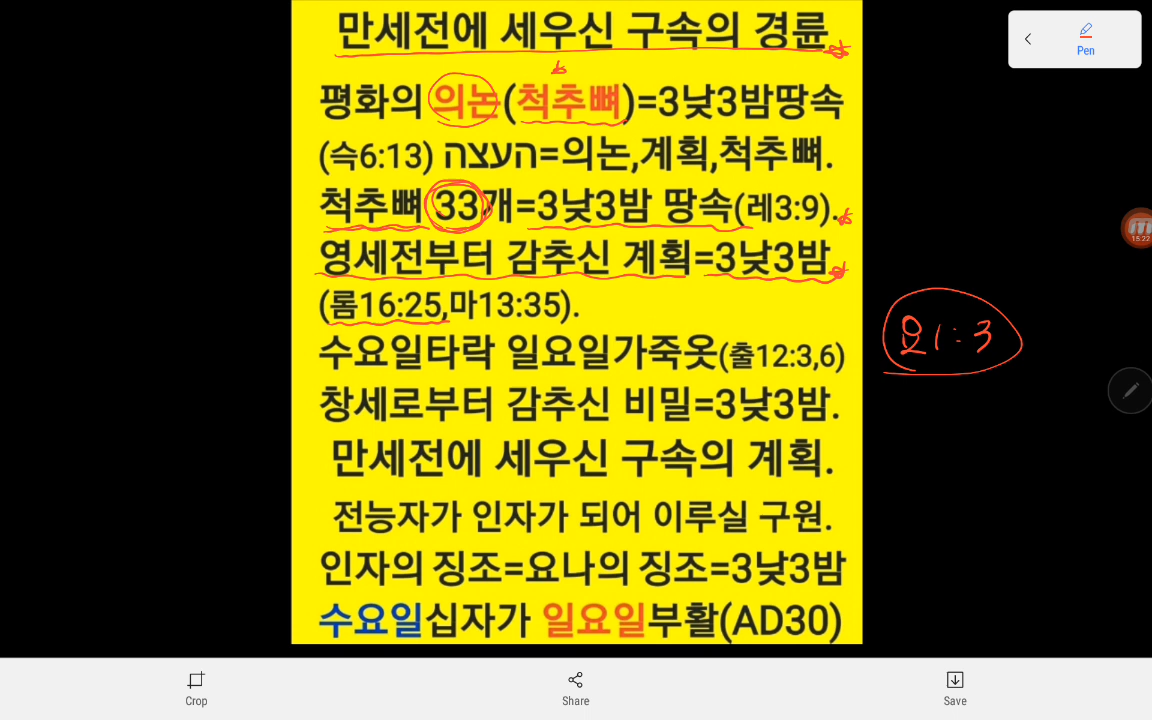 만세전에 세우신 구속의 경륜
평화의 의논(척추뼈)=3낮3밤땅속
(슥6:13) העצה=의논,계획,척추뼈.
척추뼈 33개=3낮3밤 땅속(레3:9).
영세전부터 감추신 계획=3낮3밤
(롬16:25,마13:35).
수요일타락 일요일가죽옷(출12:3,6)
창세로부터 감추신 비밀=3낮3밤.
만세전에 세우신 구속의 계획.
전능자가 인자가 되어 이루실 구원.
인자의 징조=요나의 징조=3낮3밤
수요일십자가 일요일부활(AD30)
요1:3
Pen
15:22
Crop
Share
Save